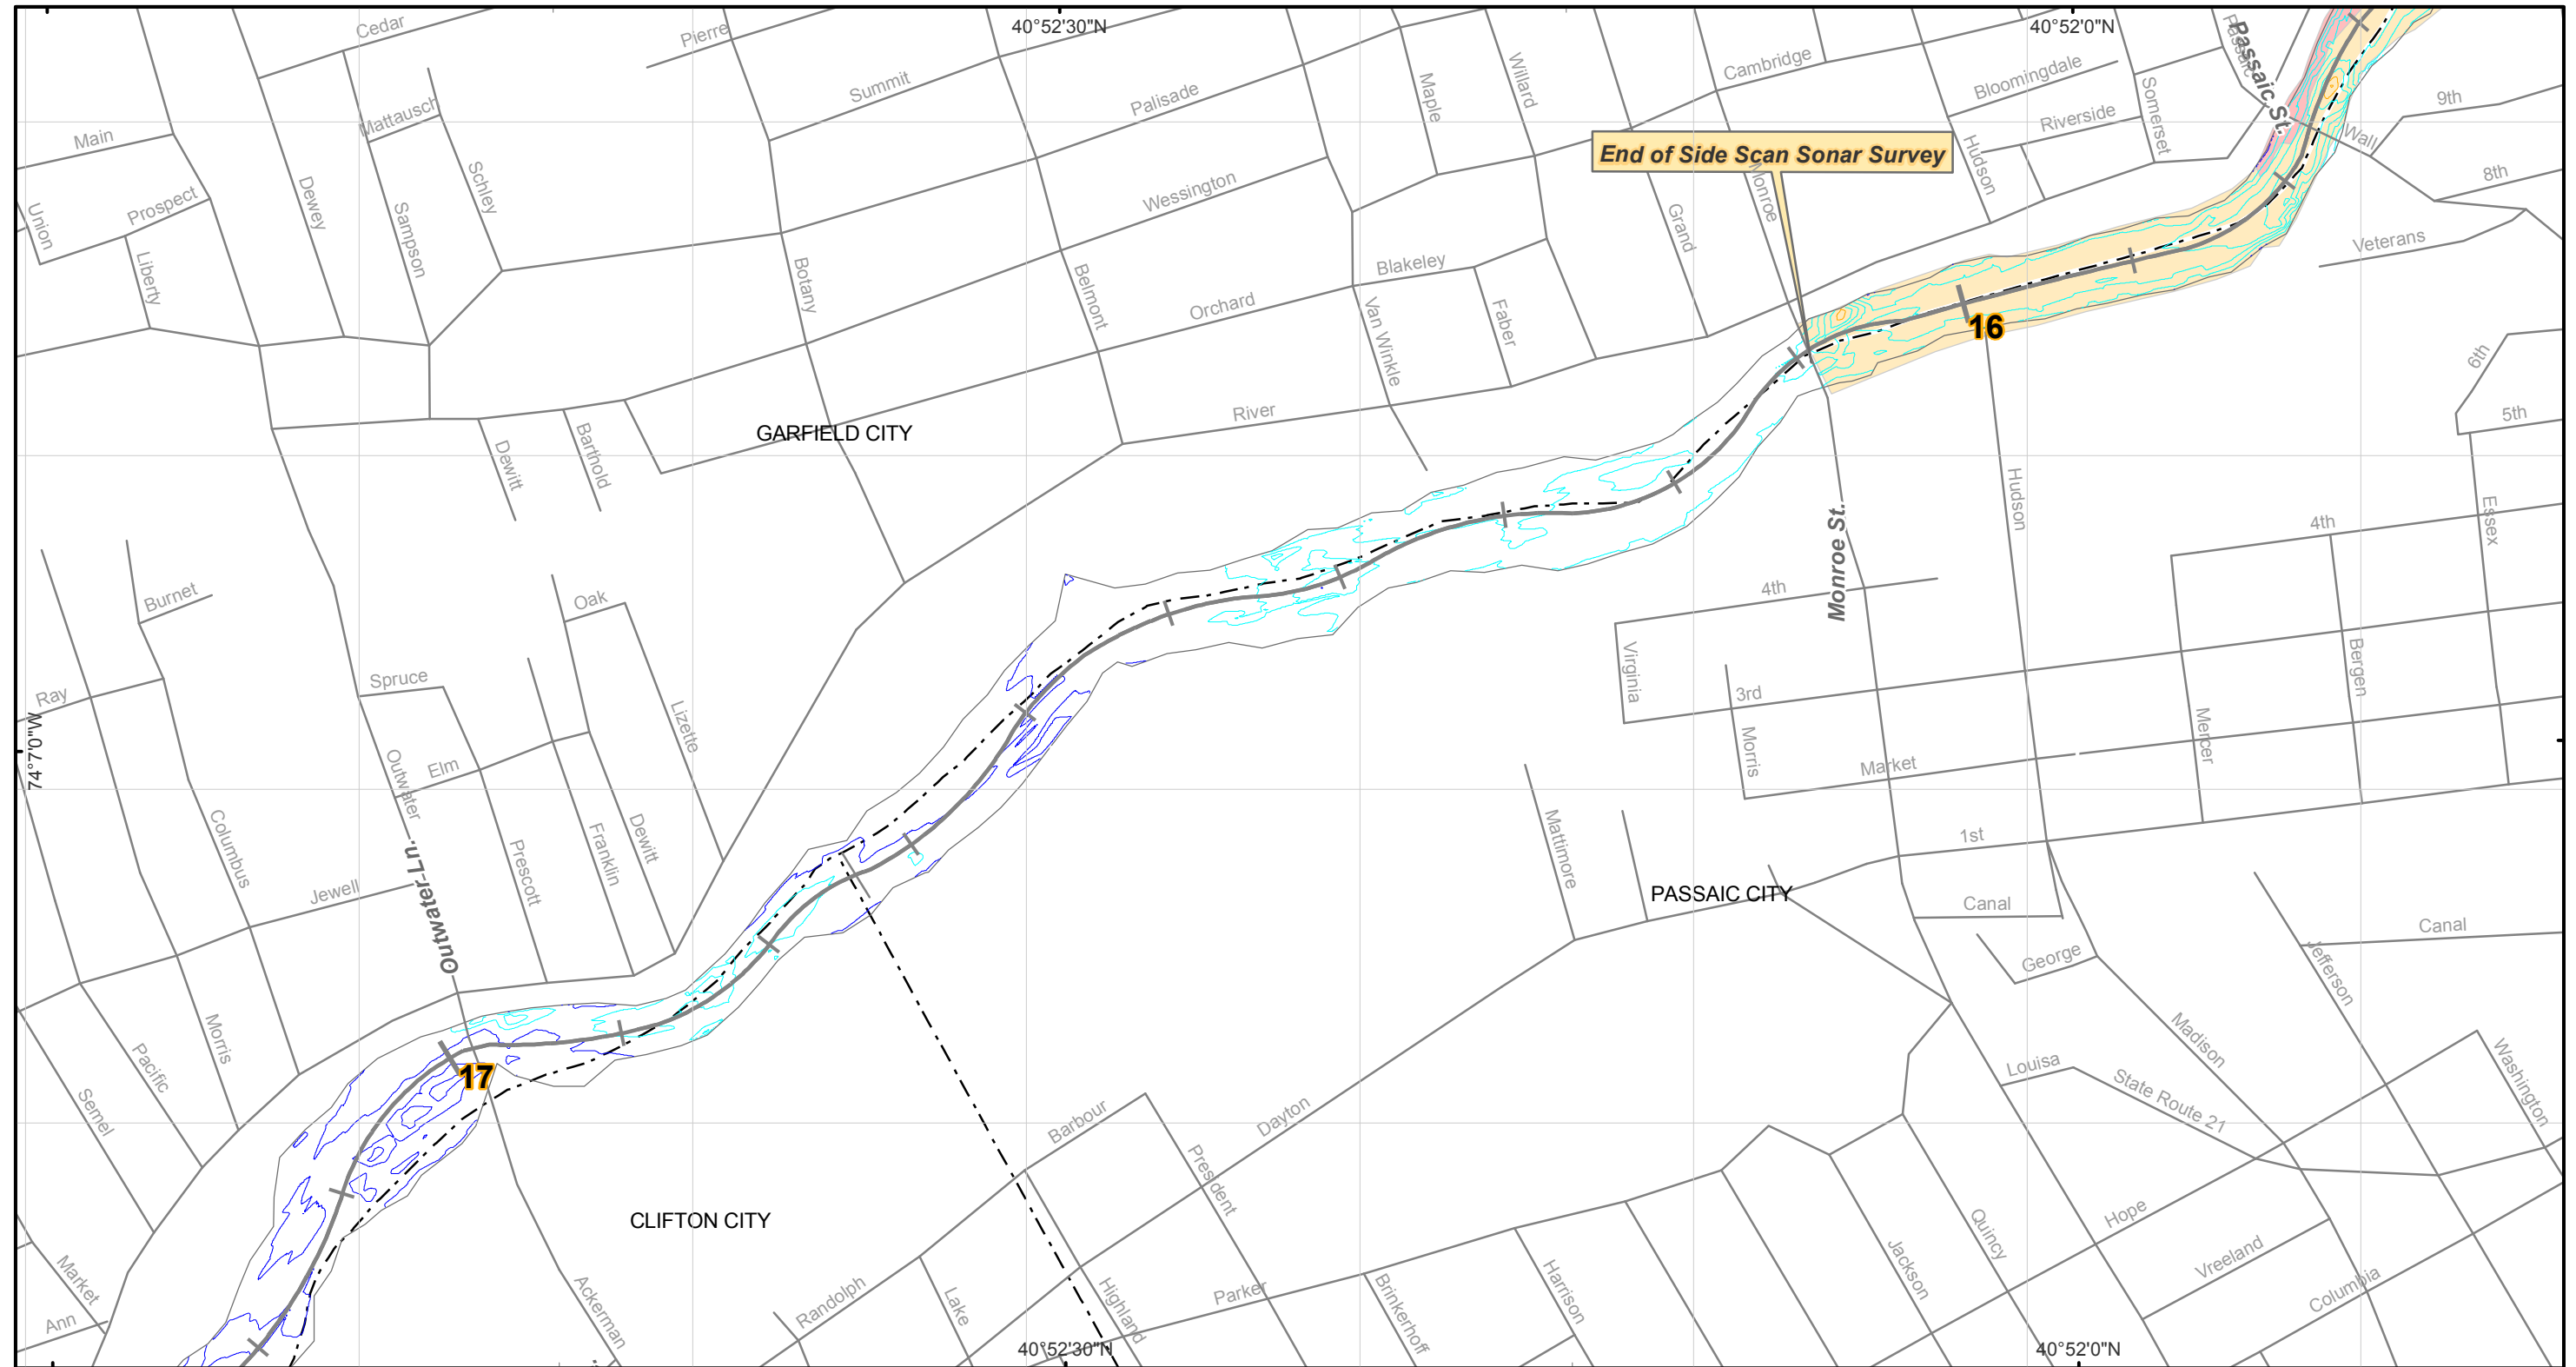 40°52'30"N
40°52'0"N
Cedar
Pierre
Summit
Palisade
Maple
Willard
Cambridge
Bloomingdale
Somerset
Passaic
Passaic St.
9th
Wall
8th
Main
Mattausch
Schley
Dewey
Sampson
Union
Prospect
Liberty
Wessington
Riverside
Hudson
End of Side Scan Sonar Survey
Monroe
Grand
Veterans
Botany
Belmont
Orchard
Blakeley
Van Winkle
Faber
16
6th
5th
River
GARFIELD CITY
Dewitt
Barthold
Hudson
Essex
4th
Monroe St.
4th
Burnet
Oak
Virginia
Bergen
Ray
Spruce
3rd
Lizette
Morris
Mercer
74°7'0"W
Outwater
Elm
Market
Columbus
Prescott
Franklin
Dewitt
Mattimore
1st
Jewell
Outwater Ln.
PASSAIC CITY
Canal
Canal
George
Jefferson
Morris
Pacific
Semel
17
Madison
Louisa
State Route 21
Washington
Barbour
Dayton
President
CLIFTON CITY
Hope
Quincy
Jackson
Vreeland
Columbia
Market
Ann
Ackerman
Randolph
Lake
Highland
Parker
Brinkerhoff
Harrison
40°52'30"N
40°52'0"N